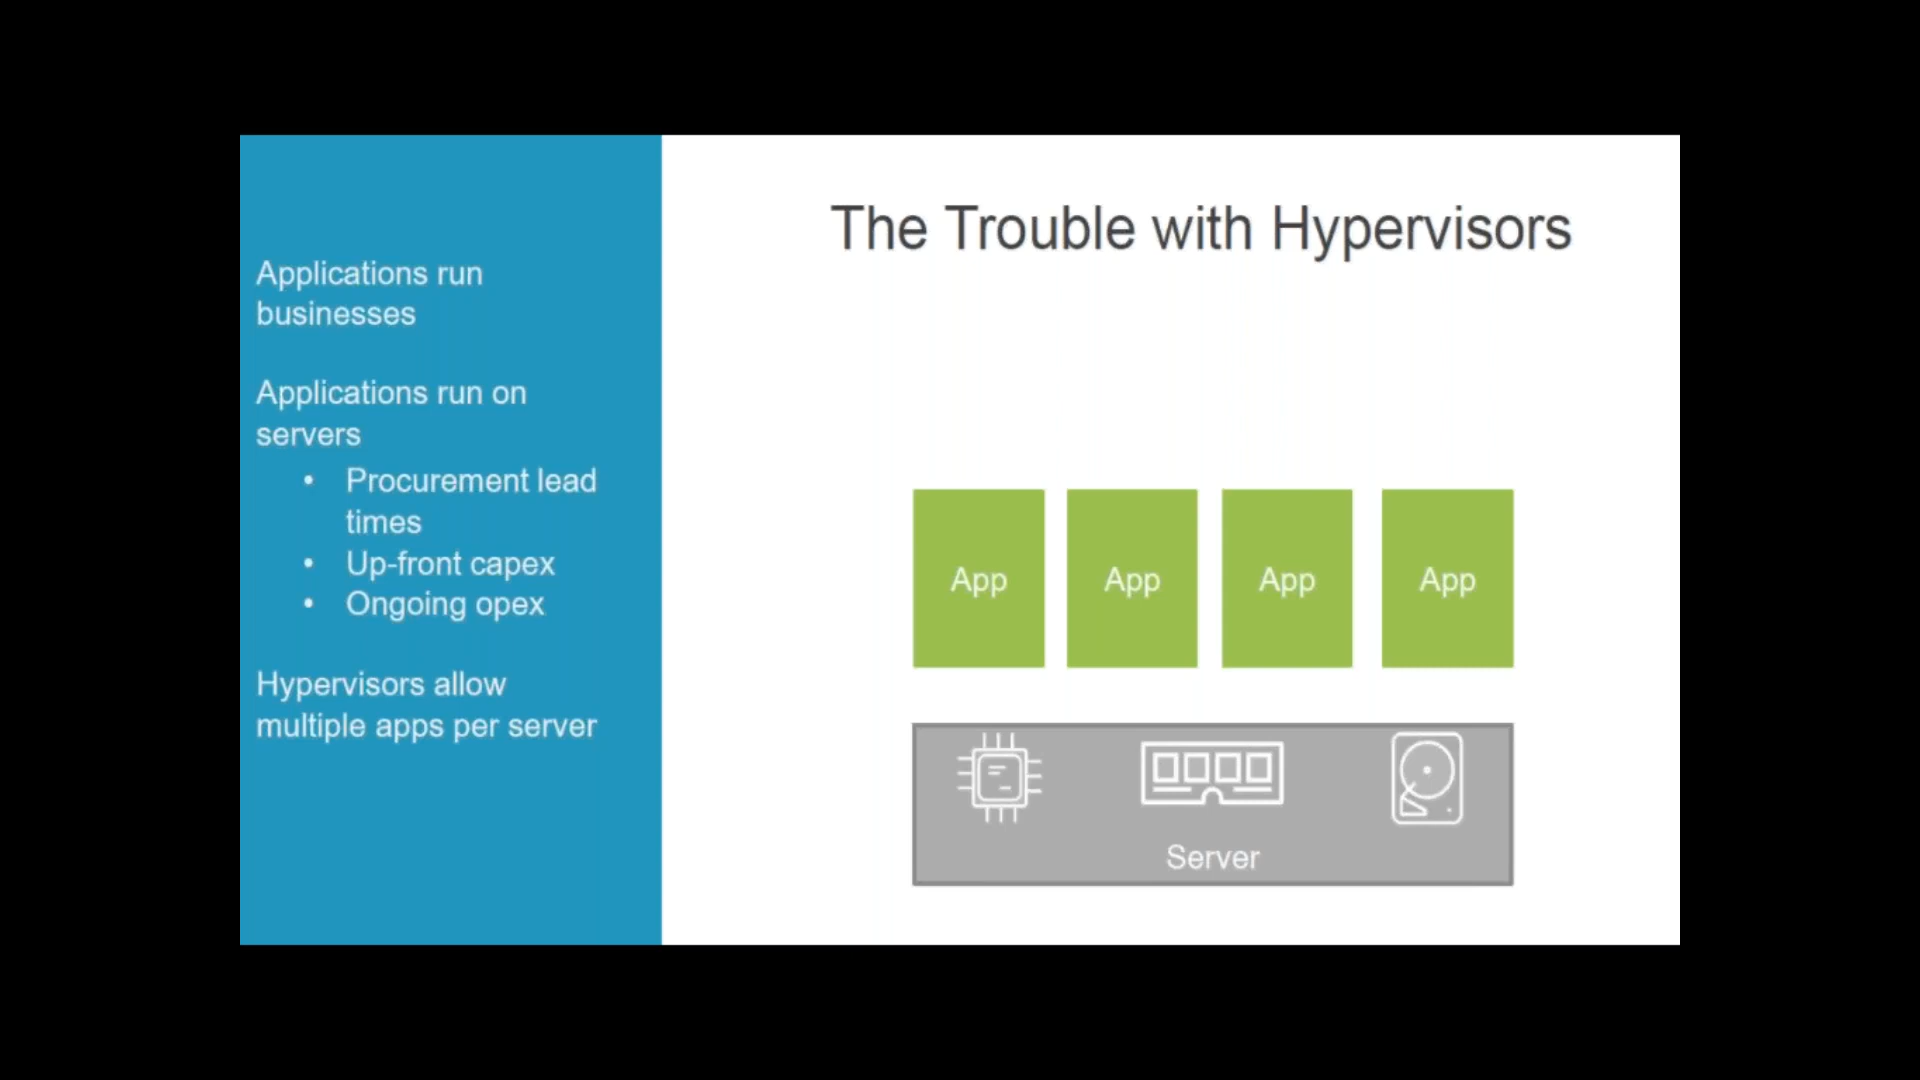 The Trouble with Hypervisors
Applications run
businesses
Applications run on
servers
• Procurement lead
times
• Up-front capex
• Ongoing opex
Hypervisors allow
multiple apps per server
App App App App
Server